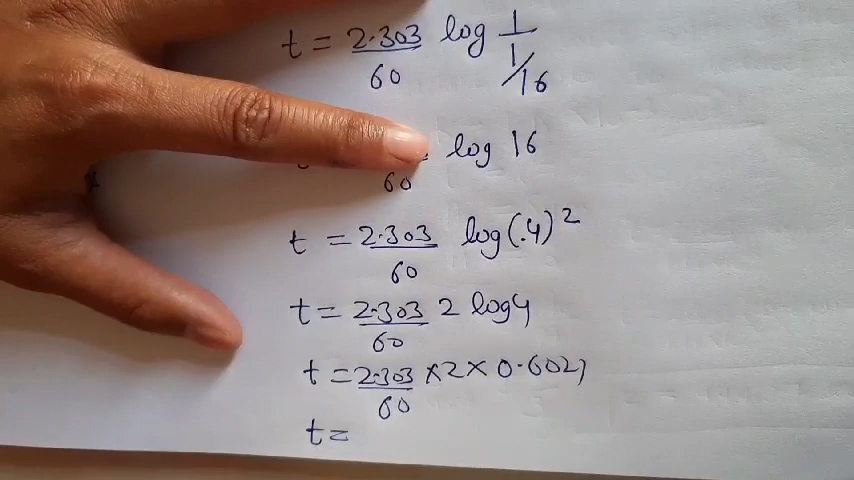 t = 2.303/60 log 1/1/16
60 log 16
t = 2.303/60 log(.4)²
t = 2.303/60 2 log4
t = 2.303/60 × 2 × 0.6021
t =